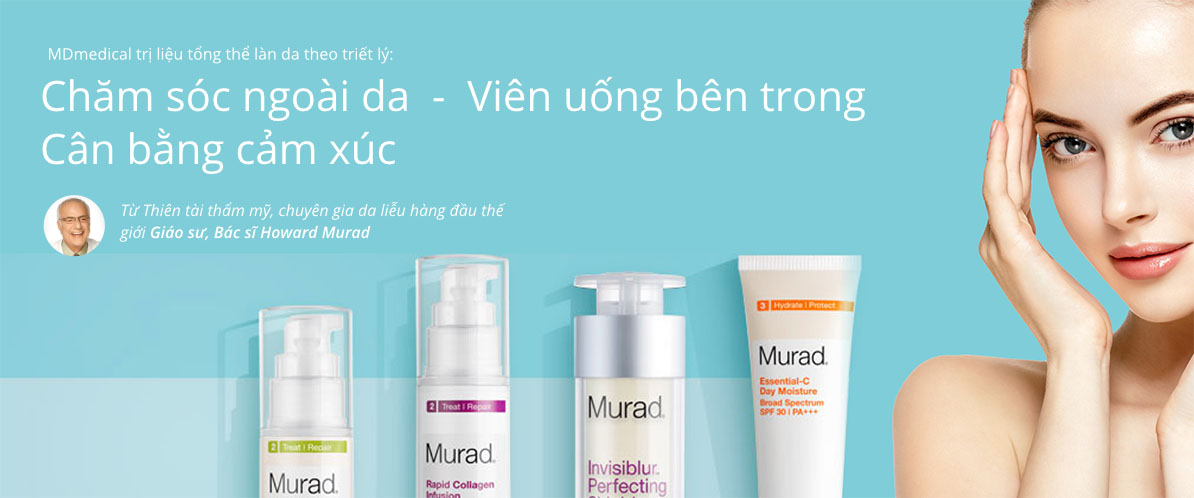 MDmedical trị liệu tổng thể làn da theo triết lý:
Chăm sóc ngoài da - Viên uống bên trong
Cân bằng cảm xúc
Từ Thiên tài thẩm mỹ, chuyên gia da liễu hàng đầu thế
giới Giáo sư, Bác sĩ Howard Murad
2 Treat | Repair
Murad.
2 Treat | Repair
Murad.
Rapid Collagen
Infusion
Murad.
Invisiblur
Perfecting
3 Hydrate | Protect
Murad.
Essential-C
Day Moisture
Broad Spectrum
SPF 30 | PA+++